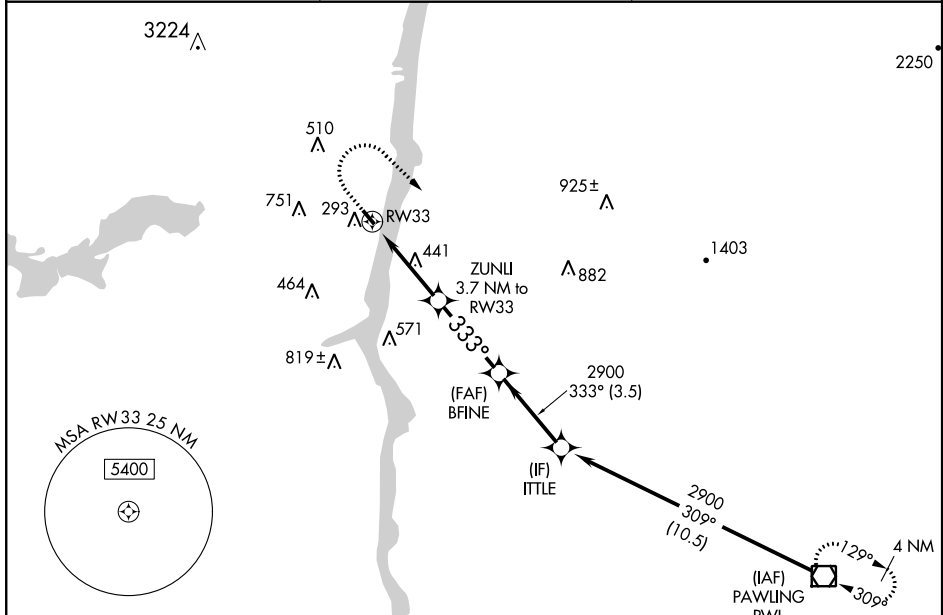 3224
2250
510
751
293
RW33
925±
1403
441
882
ZUNLI
3.7 NM to
RW33
464
571
333°
819±
2900
333° (3.5)
(FAF)
BFINE
MSA RW33 25 NM
5400
(IF)
ITTLE
2900
309°
(10.5)
4 NM
129°
309°
(IAF)
PAWLING
PWL